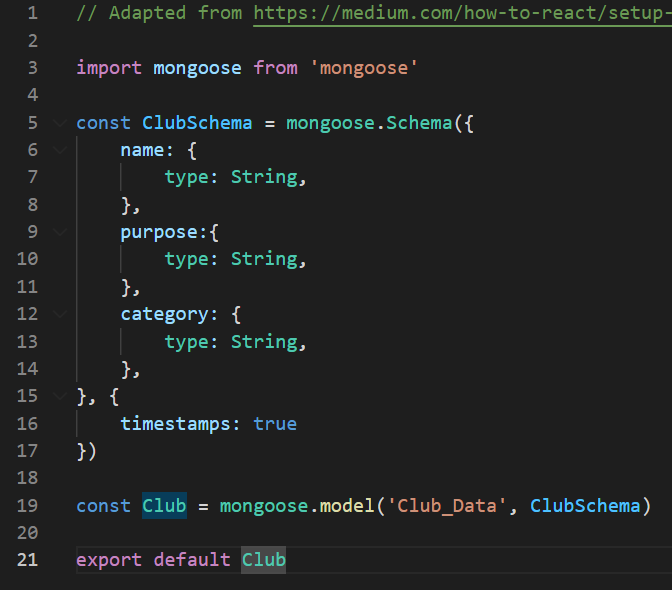 1 // Adapted from https://medium.com/how-to-react/setup-
2
3 import mongoose from 'mongoose'
4
5 const ClubSchema = mongoose.Schema({
6 name: {
7 type: String,
8 },
9 purpose:{
10 type: String,
11 },
12 category: {
13 type: String,
14 },
15 }, {
16 timestamps: true
17 })
18
19 const Club = mongoose.model('Club_Data', ClubSchema)
20
21 export default Club